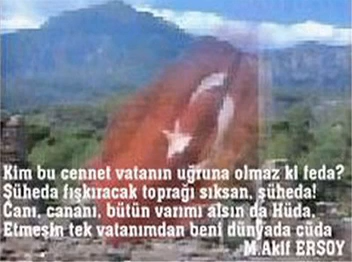 Kim bu cennet vatanın uğruna olmaz ki feda?
Şüheda fışkıracak toprağı sıksan, şüheda!
Canı, cananı, bütün varımı alsın da Hüda,
Etmesin tek vatanımdan beni dünyada cüda
M.Akif ERSOY